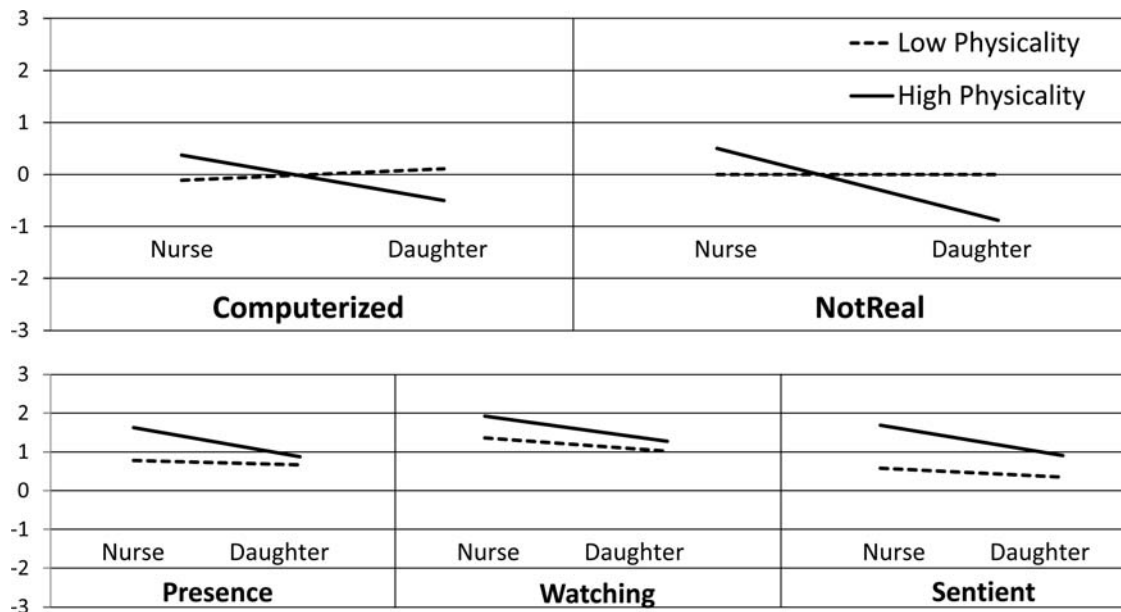 3
2
1
0
-1
-2
-3
Low Physicality
High Physicality
Nurse Daughter Nurse Daughter
Computerized NotReal
3
2
1
0
-1
-2
-3
Nurse Daughter Nurse Daughter Nurse Daughter
Presence Watching Sentient